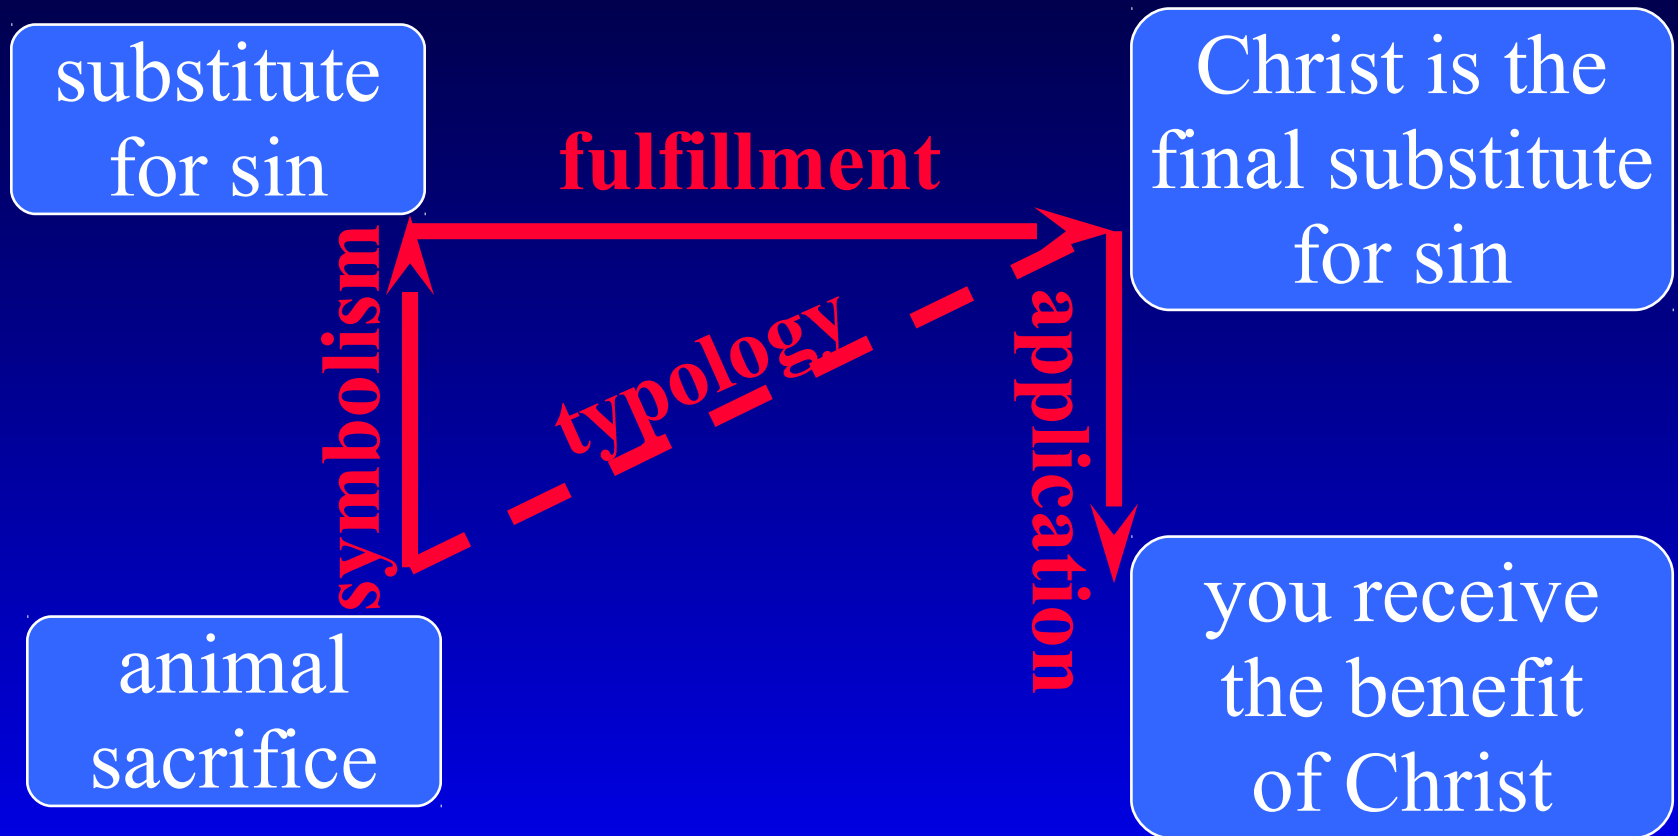 substitute
for sin
fulfillment
Christ is the
final substitute
for sin
symbolism
typology
application
animal
sacrifice
you receive
the benefit
of Christ